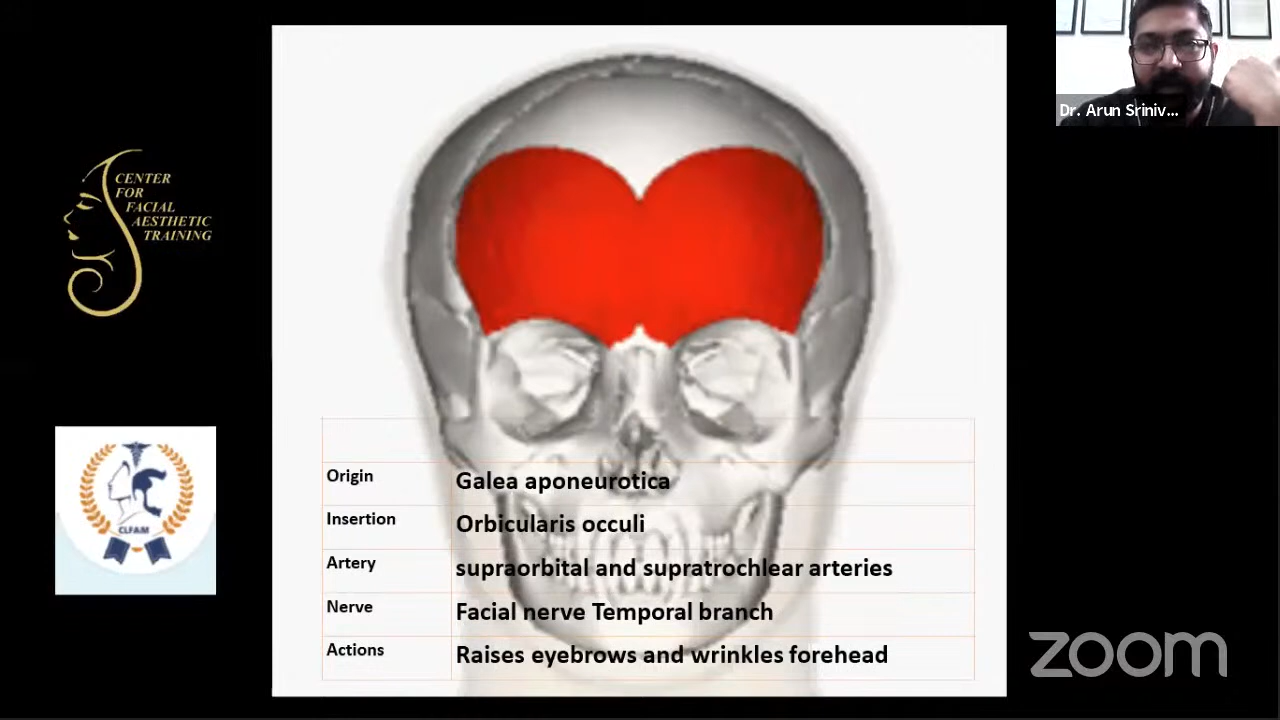 CENTER
FOR
FACIAL
AESTHETIC
TRAINING
CLFAM
Dr. Arun Sriniv...
Origin Galea aponeurotica
Insertion Orbicularis occuli
Artery supraorbital and supratrochlear arteries
Nerve Facial nerve Temporal branch
Actions Raises eyebrows and wrinkles forehead
zoom